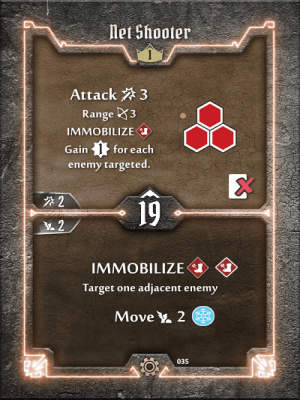 Net Shooter
1
Attack 3
Range 3
IMMOBILIZE
Gain 1 for each
enemy targeted.
2
19
2
IMMOBILIZE
Target one adjacent enemy
Move 2
035